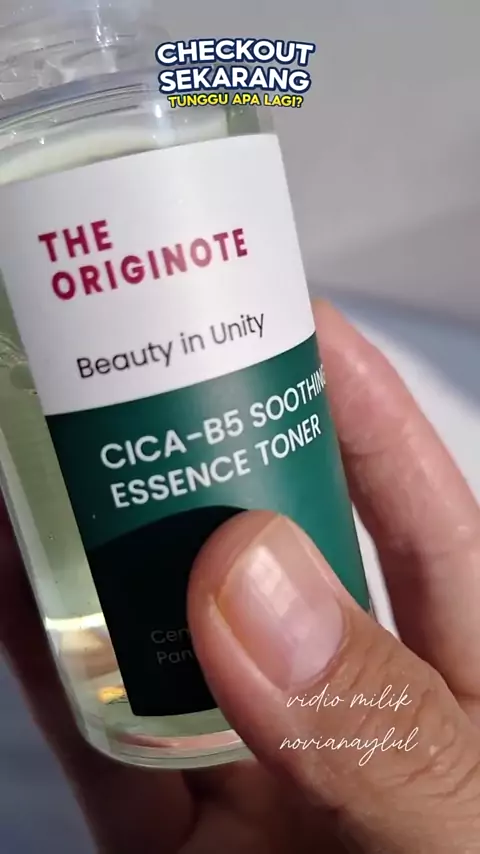 CHECKOUT
SEKARANG
TUNGGU APA LAGI?
THE
ORIGINOTE
Beauty in Unity
CICA-B5 SOOTHING
ESSENCE TONER
vidio milik
novianaylul